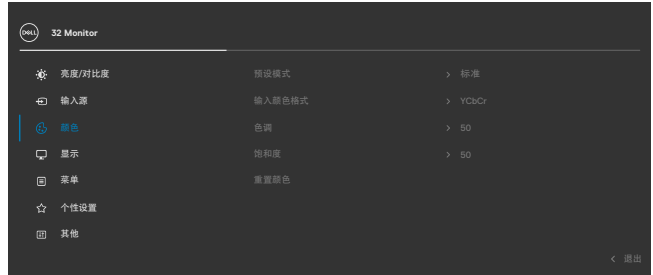 DELL 32 Monitor
亮度/对比度 预设模式 > 标准
输入源 输入颜色格式 > YCbCr
颜色 色调 > 50
显示 饱和度 > 50
菜单 重置颜色
个性设置
其他
< 退出